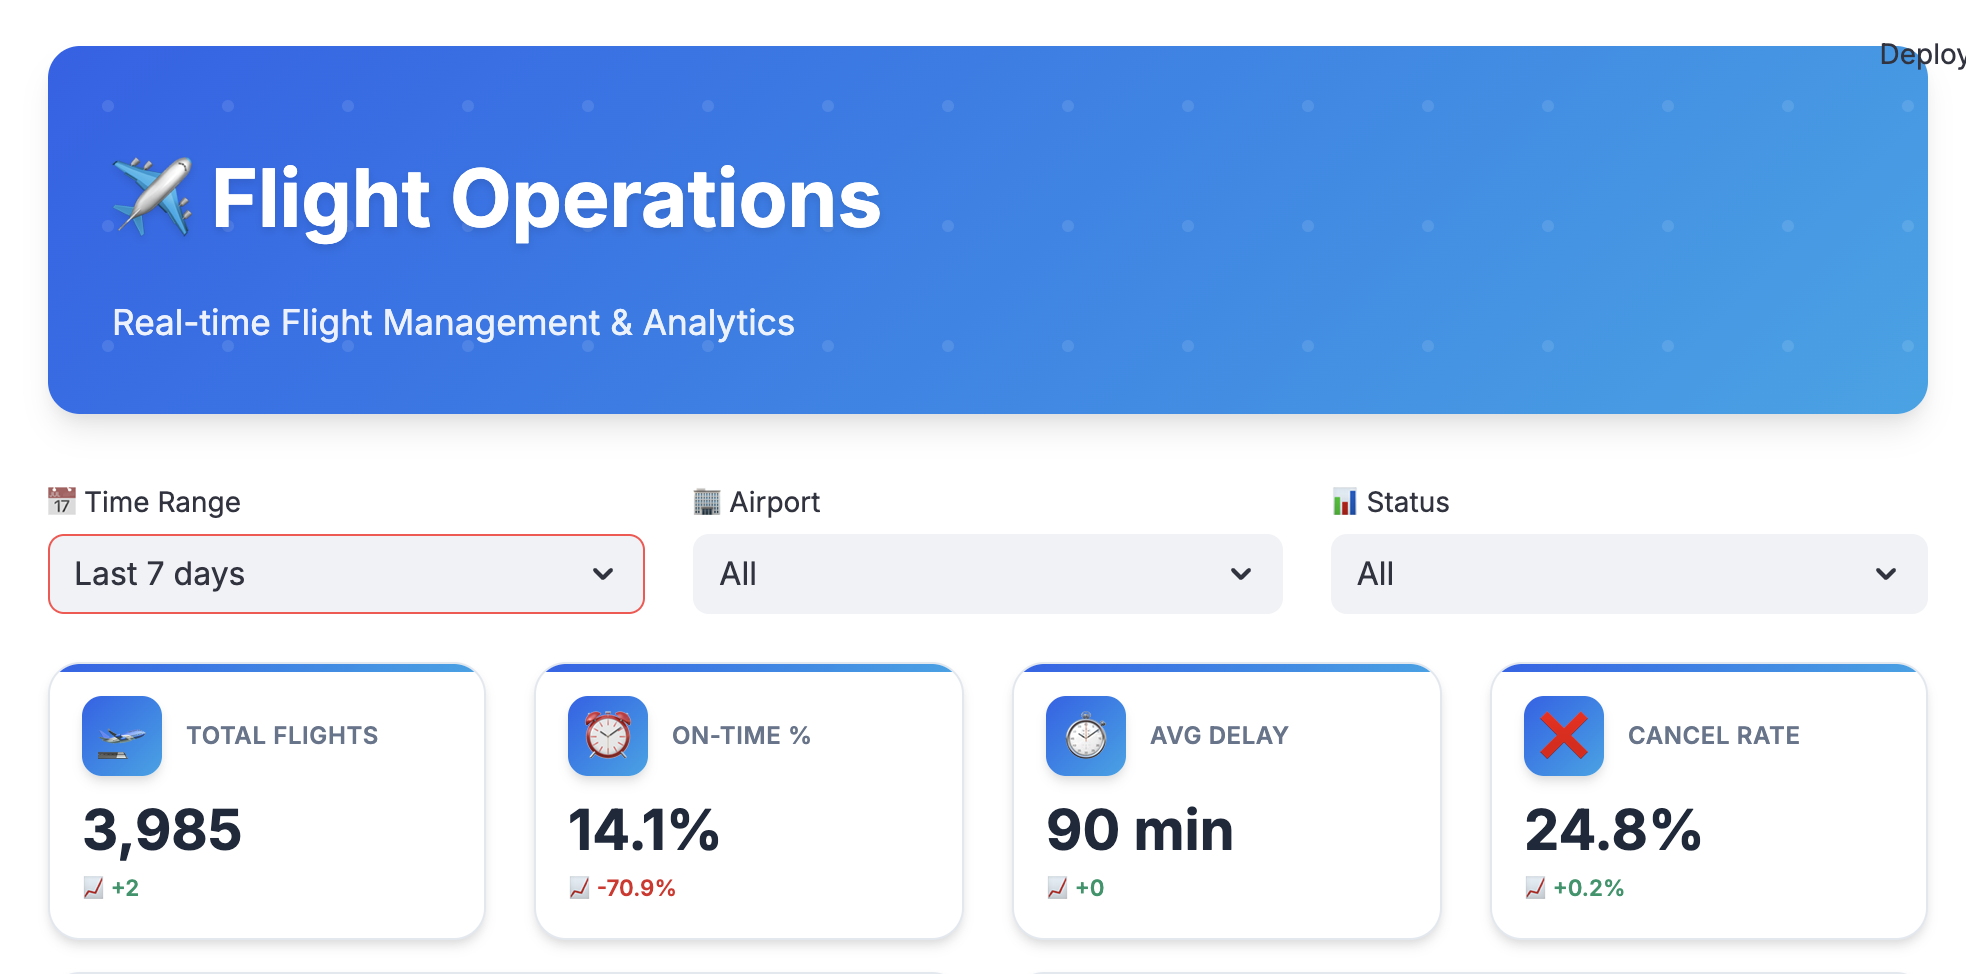 Deploy
Flight Operations
Real-time Flight Management & Analytics
17 Time Range
Airport
Status
Last 7 days
All
All
TOTAL FLIGHTS
ON-TIME %
AVG DELAY
CANCEL RATE
3,985
14.1%
90 min
24.8%
+2
-70.9%
+0
+0.2%